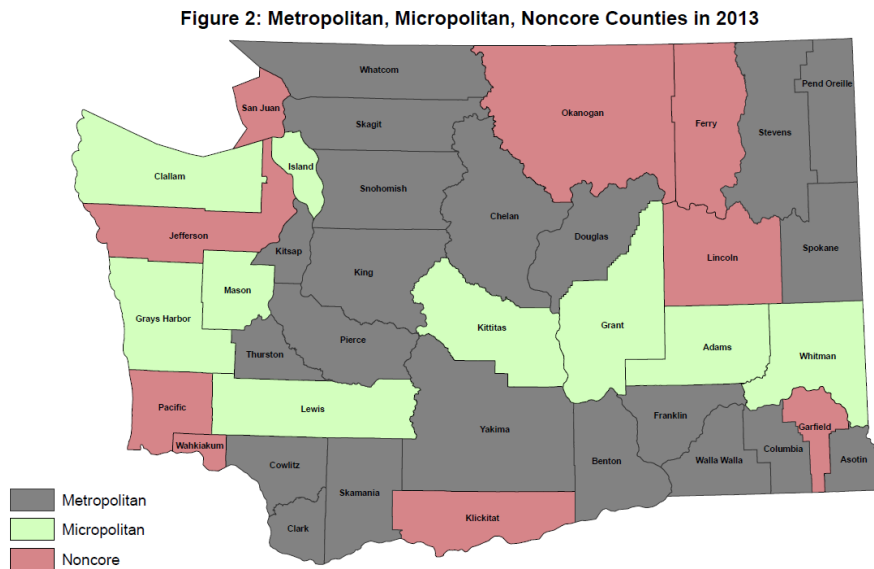 Figure 2: Metropolitan, Micropolitan, Noncore Counties in 2013
Whatcom
San Juan
Okanogan
Pend Oreille
Skagit
Ferry
Stevens
Island
Clallam
Snohomish
Chelan
Jefferson
Douglas
Kitsap
Spokane
Lincoln
King
Mason
Grays Harbor
Kittitas
Grant
Pierce
Adams
Thurston
Whitman
Pacific
Lewis
Franklin
Yakima
Garfield
Wahkiakum
Columbia
Cowlitz
Benton
Walla Walla
Asotin
Skamania
Metropolitan
Klickitat
Micropolitan
Clark
Noncore